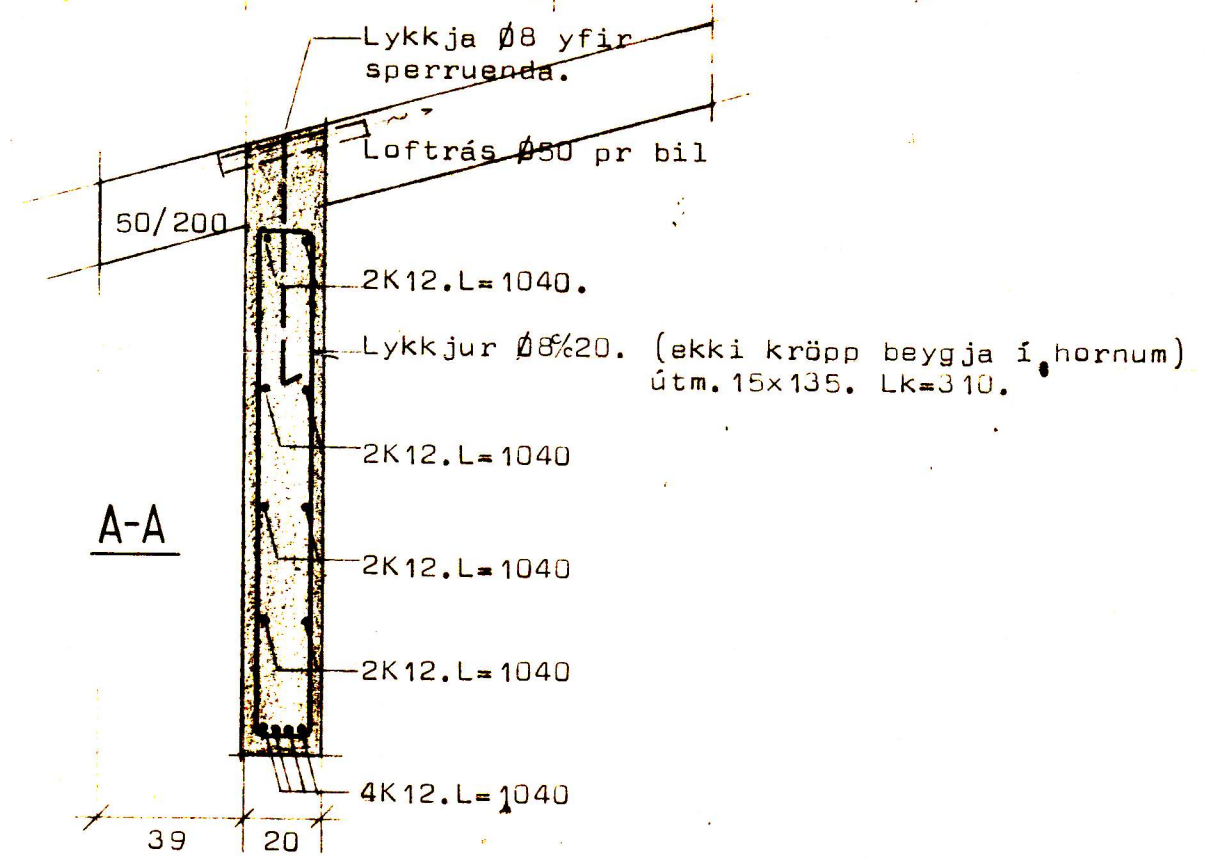 Lykkja Ø8 yfir
sperruenda.
Loftrás Ø50 pr bil
50/200
2K12.L=1040.
Lykkjur Ø8%20. (ekki kröpp beygja í hornum)
útm.15x135. Lk=310.
2K12.L=1040
A-A
2K12.L=1040
2K12.L=1040
4K12.L=1040
39
20